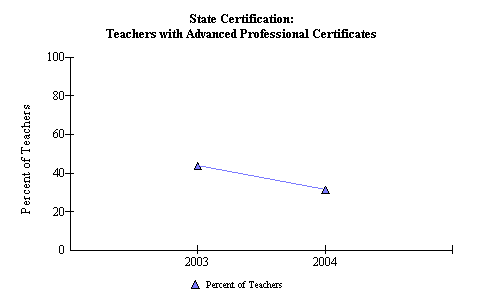 State Certification:
Teachers with Advanced Professional Certificates
Percent of Teachers
100
80
60
40
20
0
2003 2004
Percent of Teachers